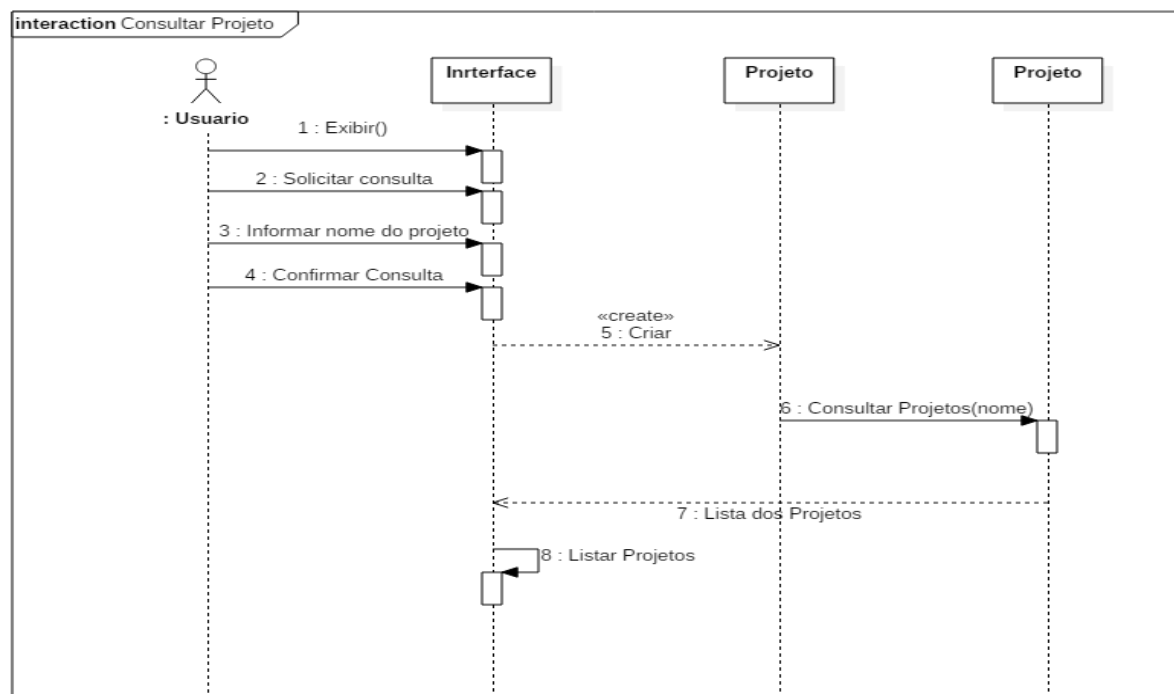 interaction Consultar Projeto
Inrterface
Projeto
Projeto
: Usuario
1 : Exibir()
2 : Solicitar consulta
3 : Informar nome do projeto
4 : Confirmar Consulta
«create»
5 : Criar
6 : Consultar Projetos(nome)
7 : Lista dos Projetos
8 : Listar Projetos